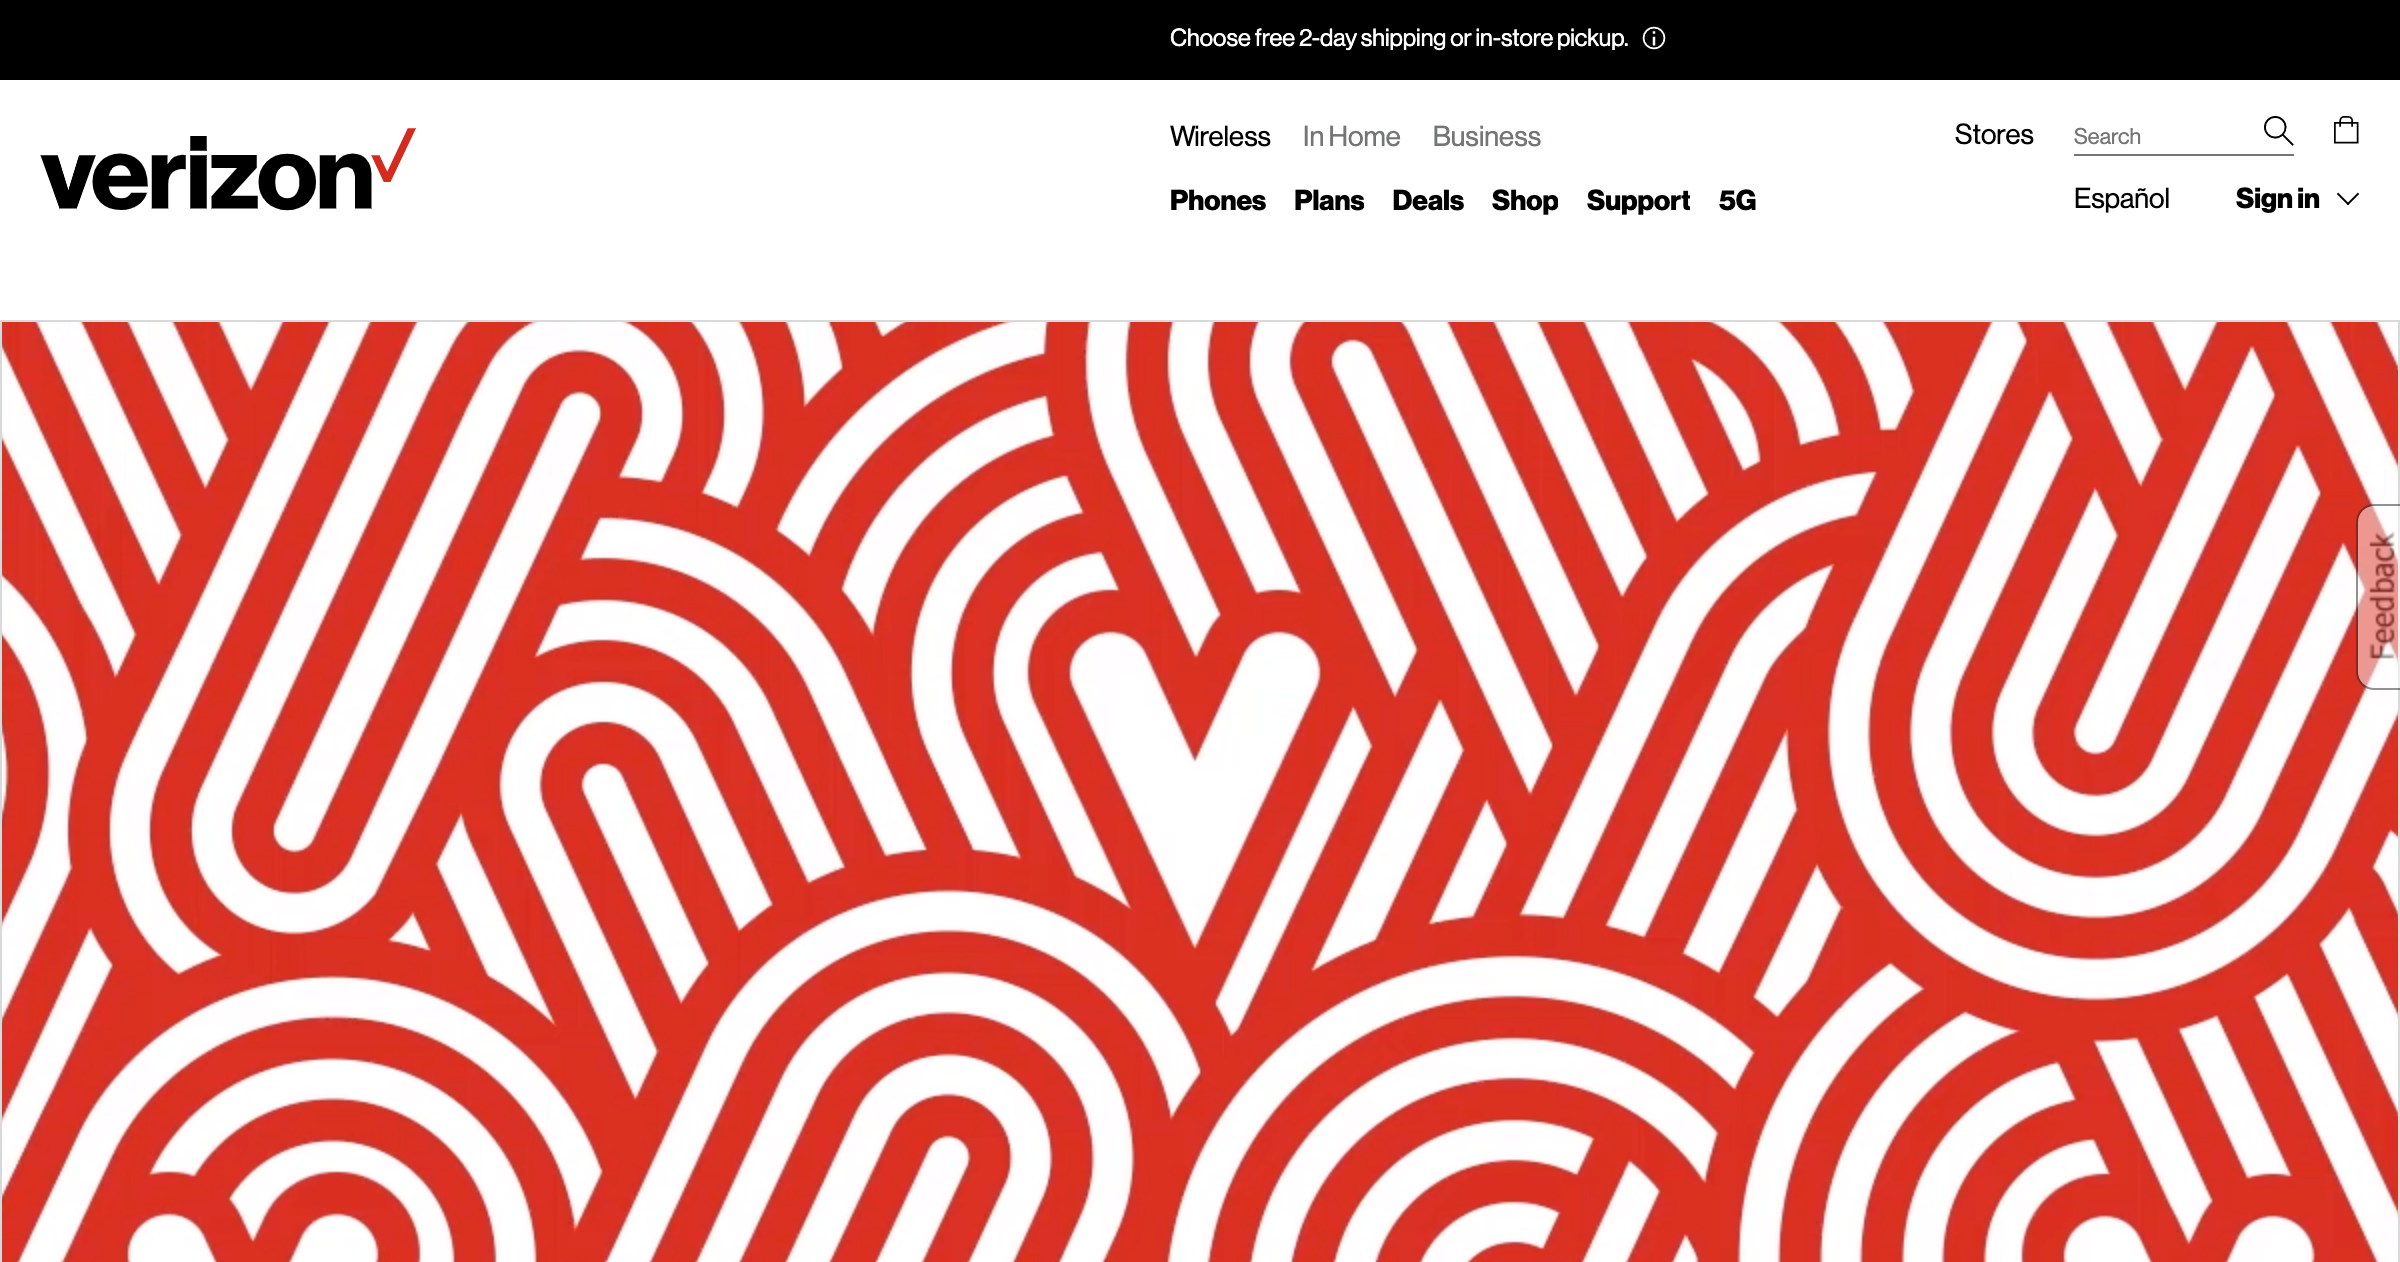 Choose free 2-day shipping or in-store pickup.
verizon
Wireless In Home Business
Stores Search
Phones Plans Deals Shop Support 5G
Español Sign in
Feedback